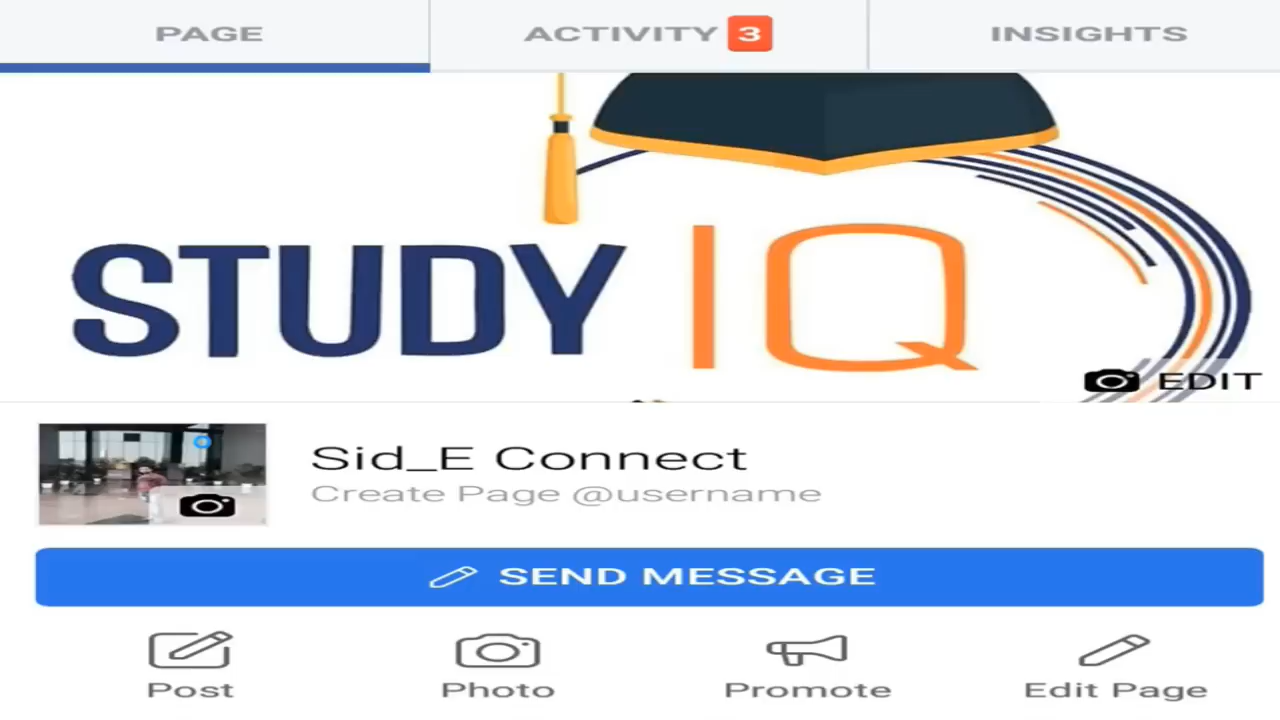 PAGE ACTIVITY 3 INSIGHTS
STUDY IQ
EDIT
Sid_E Connect
Create Page @username
SEND MESSAGE
Post Photo Promote Edit Page